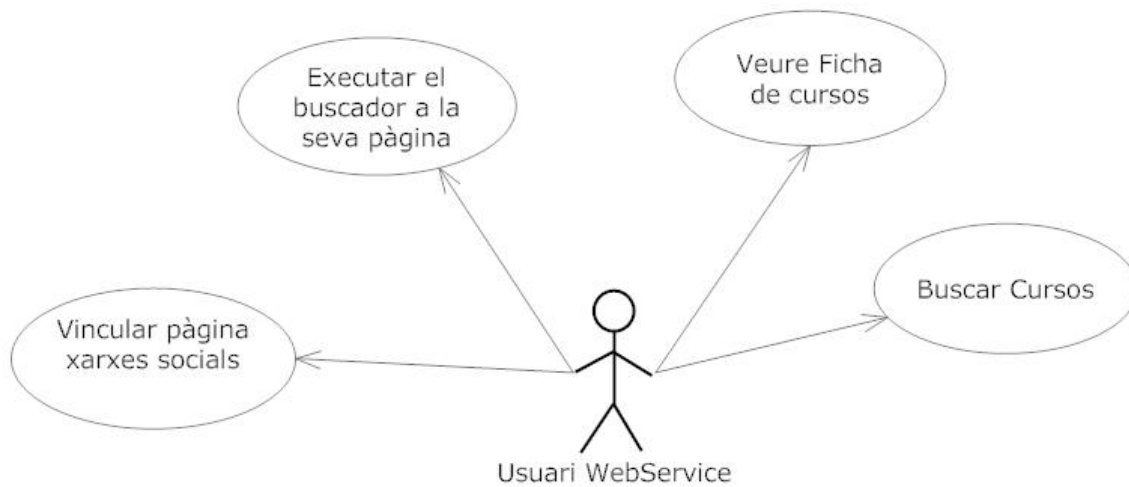 Executar el
buscador a la
seva pàgina
Veure Ficha
de cursos
Vincular pàgina
xarxes socials
Buscar Cursos
Usuari WebService